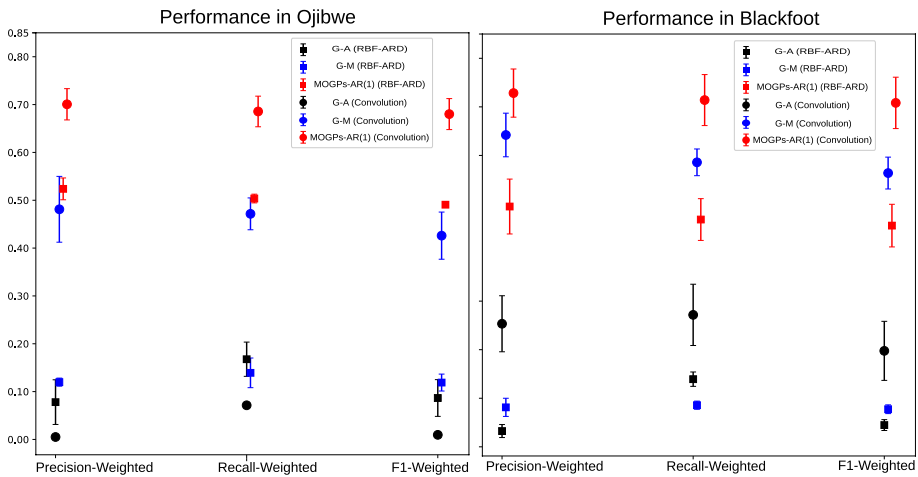 Performance in Ojibwe
0.85
0.70
0.60
0.50
0.40
0.30
0.20
0.10
0.00
G-A (RBF-ARD)
G-M (RBF-ARD)
MOGPs-AR(1) (RBF-ARD)
G-A (Convolution)
G-M (Convolution)
MOGPs-AR(1) (Convolution)
Precision-Weighted
Recall-Weighted
F1-Weighted
Performance in Blackfoot
G-A (RBF-ARD)
G-M (RBF-ARD)
MOGPs-AR(1) (RBF-ARD)
G-A (Convolution)
G-M (Convolution)
MOGPs-AR(1) (Convolution)
Precision-Weighted
Recall-Weighted
F1-Weighted